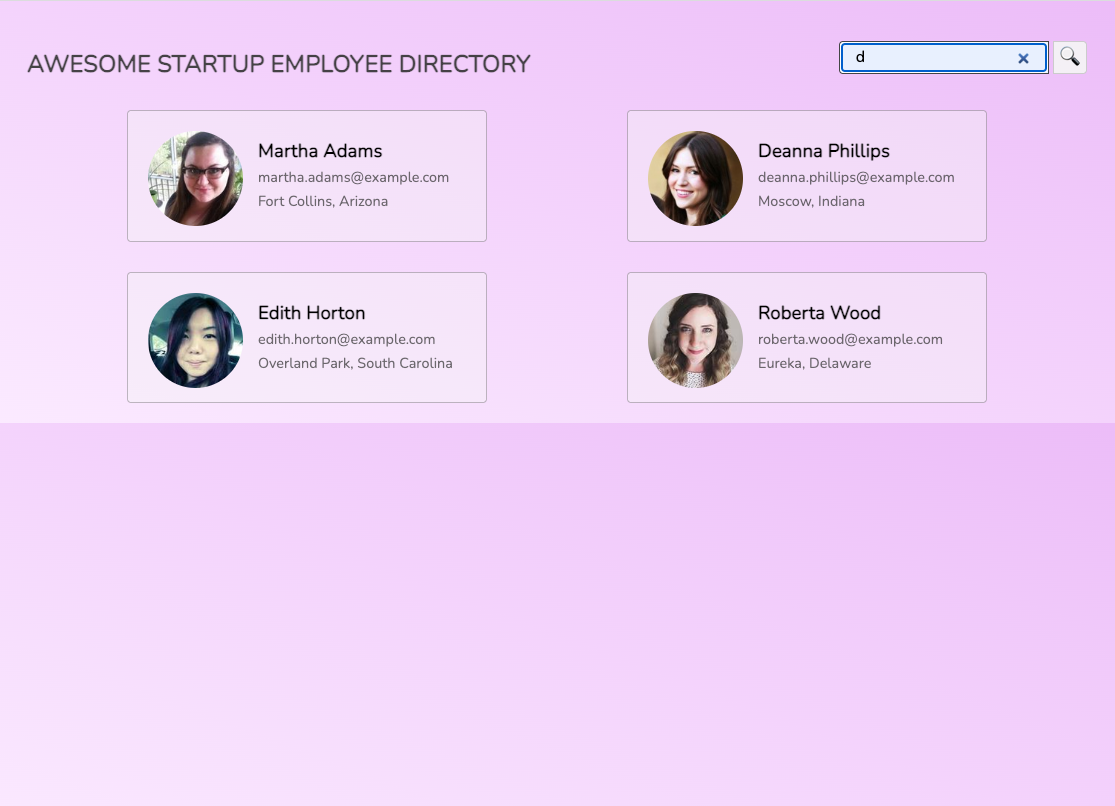 AWESOME STARTUP EMPLOYEE DIRECTORY
d
Martha Adams
martha.adams@example.com
Fort Collins, Arizona
Deanna Phillips
deanna.phillips@example.com
Moscow, Indiana
Edith Horton
edith.horton@example.com
Overland Park, South Carolina
Roberta Wood
roberta.wood@example.com
Eureka, Delaware